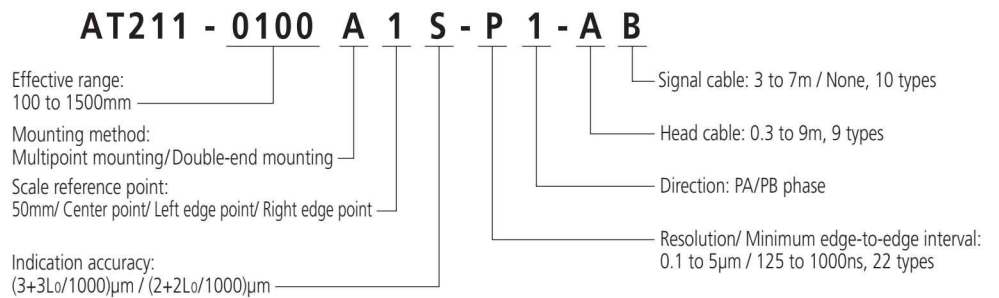 AT211 - 0100 A 1 S - P 1 - A B
Effective range:
100 to 1500mm
Mounting method:
Multipoint mounting/Double-end mounting
Scale reference point:
50mm/ Center point/ Left edge point/ Right edge point
Indication accuracy:
(3+3L0/1000)μm / (2+2L0/1000)μm
Signal cable: 3 to 7m / None, 10 types
Head cable: 0.3 to 9m, 9 types
Direction: PA/PB phase
Resolution/ Minimum edge-to-edge interval:
0.1 to 5μm / 125 to 1000ns, 22 types